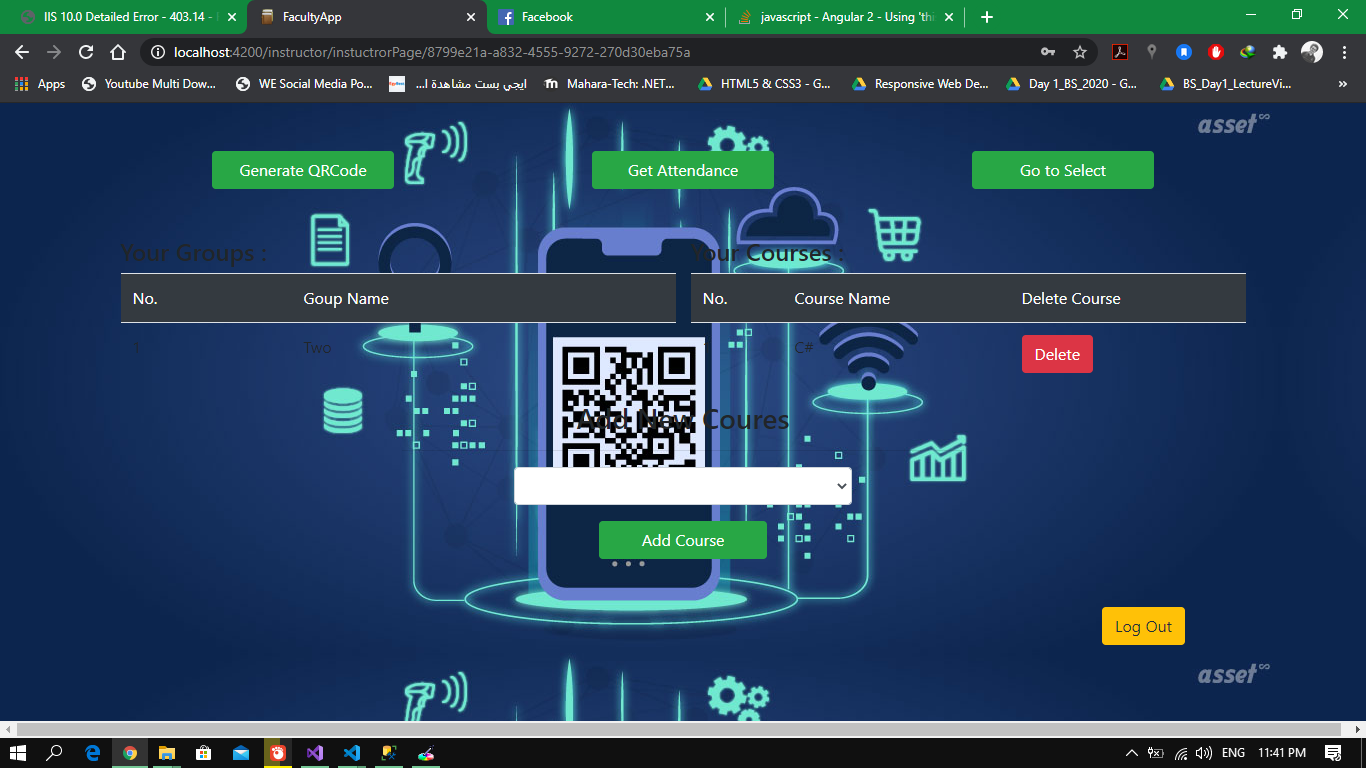 IIS 10.0 Detailed Error - 403.14 -
FacultyApp
Facebook
javascript - Angular 2 - Using 'thi
localhost:4200/instructor/instuctrorPage/8799e21a-a832-4555-9272-270d30eba75a
Apps
Youtube Multi Dow...
WE Social Media Po...
ايجي بست مشاهدة ا...
Mahara-Tech: .NET...
HTML5 & CSS3 - G...
Responsive Web De...
Day 1_BS_2020 - G...
BS_Day1_LectureVi...
»
asset∞
Generate QRCode
Get Attendance
Go to Select
Your Groups :
Your Courses :
No. Goup Name
No. Course Name Delete Course
1 Two
1 C# Delete
Add New Coures
Add Course
Log Out
asset∞
ENG
11:41 PM